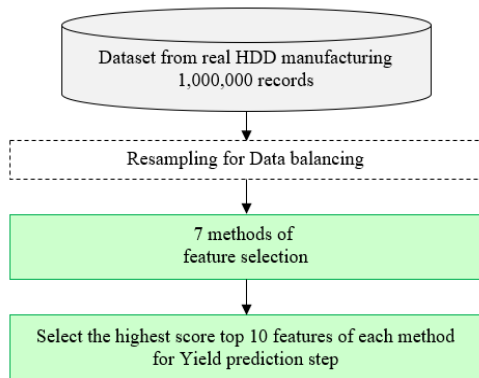 Dataset from real HDD manufacturing
1,000,000 records
Resampling for Data balancing
7 methods of
feature selection
Select the highest score top 10 features of each method
for Yield prediction step